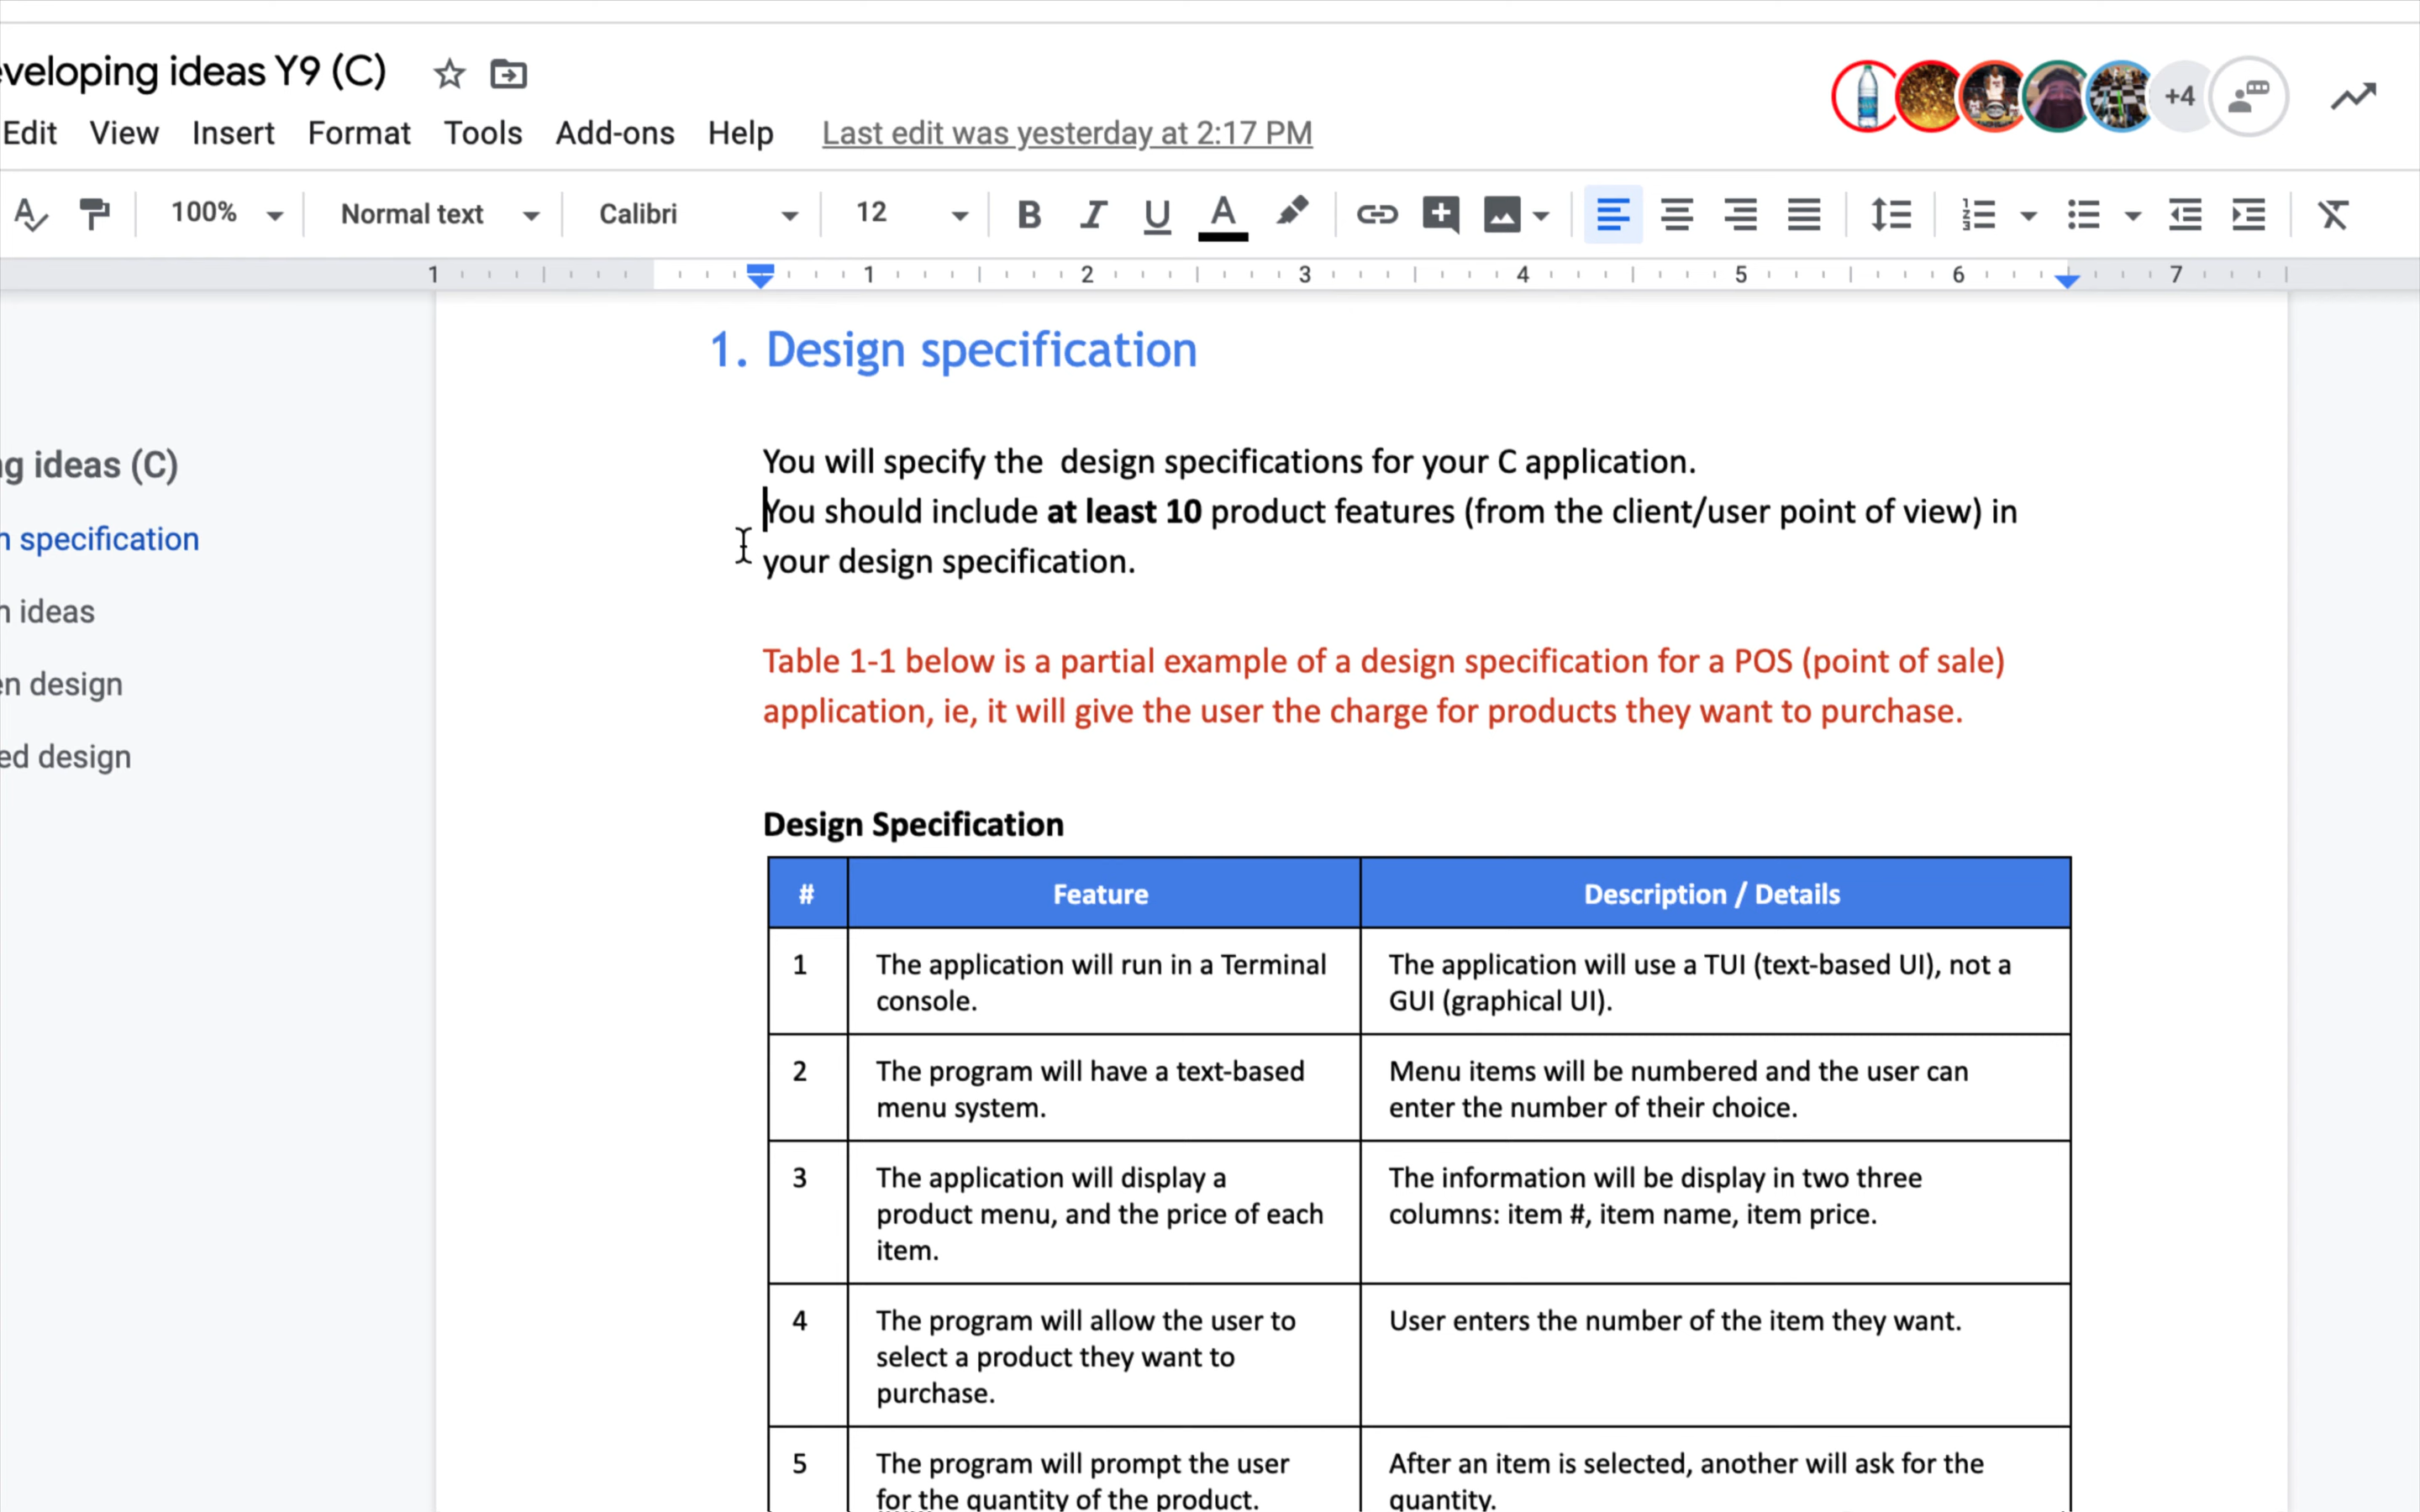 eveloping ideas Y9 (C)
Edit View Insert Format Tools Add-ons Help Last edit was yesterday at 2:17 PM
+4
100% Normal text Calibri 12 B I U A
1 1 2 3 4 5 6 7
1. Design specification
You will specify the  design specifications for your C application.
You should include at least 10 product features (from the client/user point of view) in
your design specification.
Table 1-1 below is a partial example of a design specification for a POS (point of sale)
application, ie, it will give the user the charge for products they want to purchase.
g ideas (C)
n specification
n ideas
en design
ed design
Design Specification
# Feature Description / Details
1 The application will run in a Terminal The application will use a TUI (text-based UI), not a
console. GUI (graphical UI).
2 The program will have a text-based Menu items will be numbered and the user can
menu system. enter the number of their choice.
3 The application will display a The information will be display in two three
product menu, and the price of each columns: item #, item name, item price.
item.
4 The program will allow the user to User enters the number of the item they want.
select a product they want to
purchase.
5 The program will prompt the user After an item is selected, another will ask for the
for the quantity of the product. quantity.